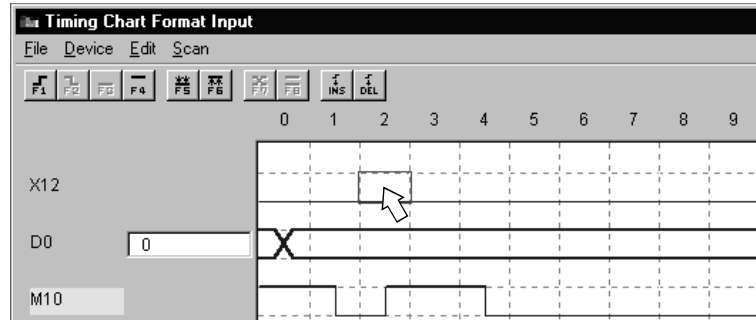 Timing Chart Format Input
File Device Edit Scan
F1 F2 F3 F4 F5 F6 F7 F8 INS DEL
0 1 2 3 4 5 6 7 8 9
X12
D0 0
M10